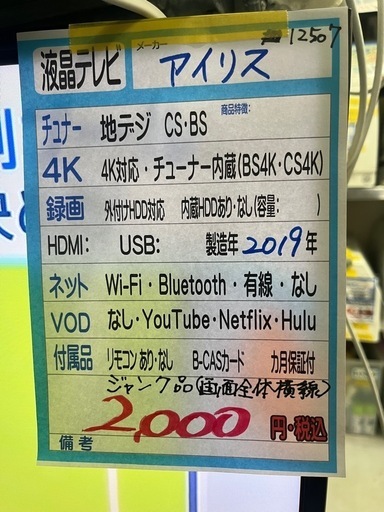 12507
液晶テレビ メーカー アイリス
商品特徴:
チュナー 地デジ CS・BS
4K 4K対応・チューナー内蔵(BS4K・CS4K)
録画 外付けHDD対応 内蔵HDDあり・なし(容量: )
HDMI: USB: 製造年 2019年
ネット Wi-Fi・Bluetooth・有線・なし
VOD なし・YouTube・Netflix・Hulu
付属品 リモコンあり・なし B-CASカード カ月保証付
ジャンク品(画面全体横線)
備考 2,000 円・税込